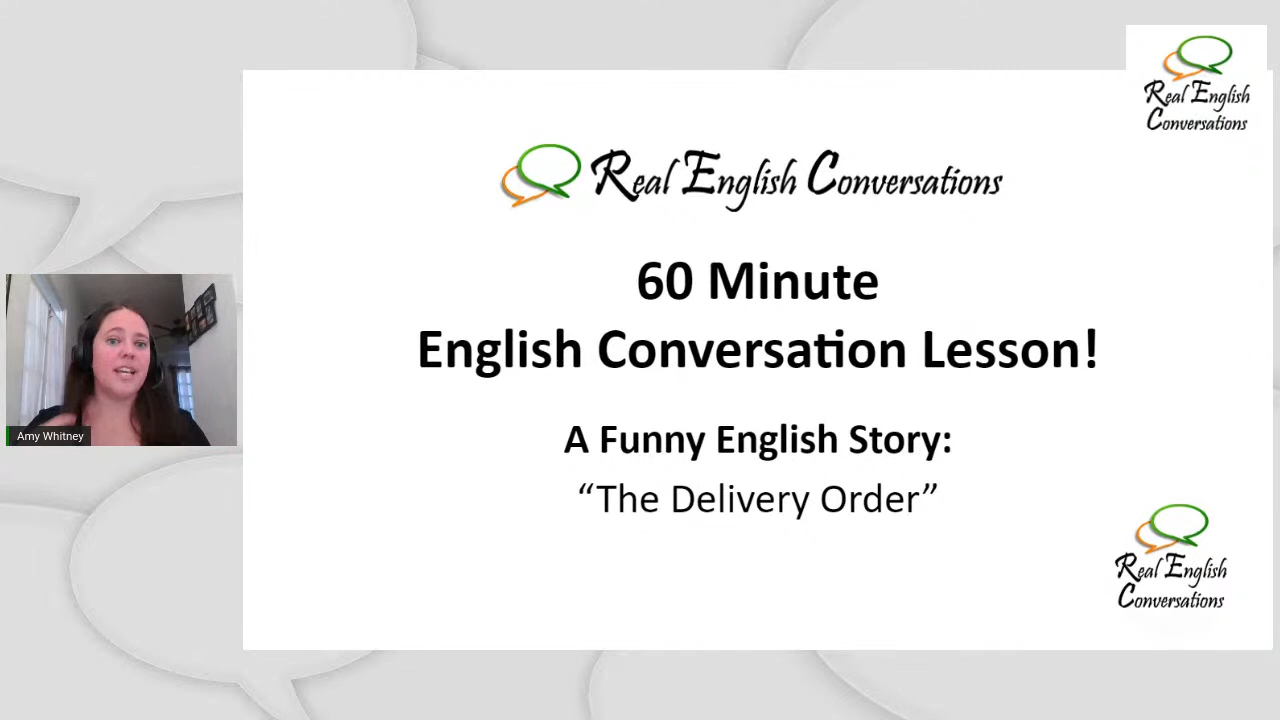 Real English
Conversations
Real English Conversations
60 Minute
English Conversation Lesson!
A Funny English Story:
“The Delivery Order”
Amy Whitney
Real English
Conversations